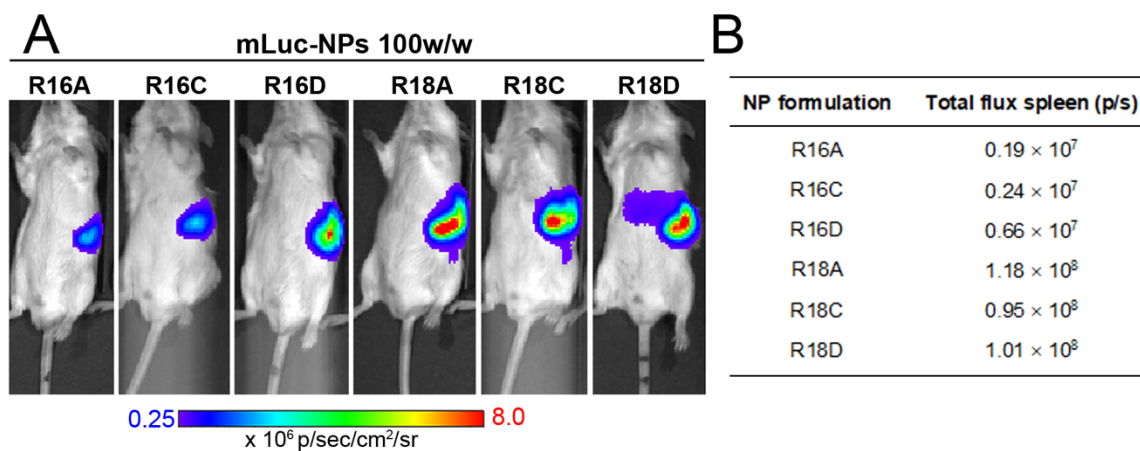 A
mLuc-NPs 100w/w
R16A R16C R16D R18A R18C R18D
0.25 8.0
x 10⁶ p/sec/cm²/sr
B
NP formulation Total flux spleen (p/s)
R16A 0.19 × 10⁷
R16C 0.24 × 10⁷
R16D 0.66 × 10⁷
R18A 1.18 × 10⁸
R18C 0.95 × 10⁸
R18D 1.01 × 10⁸